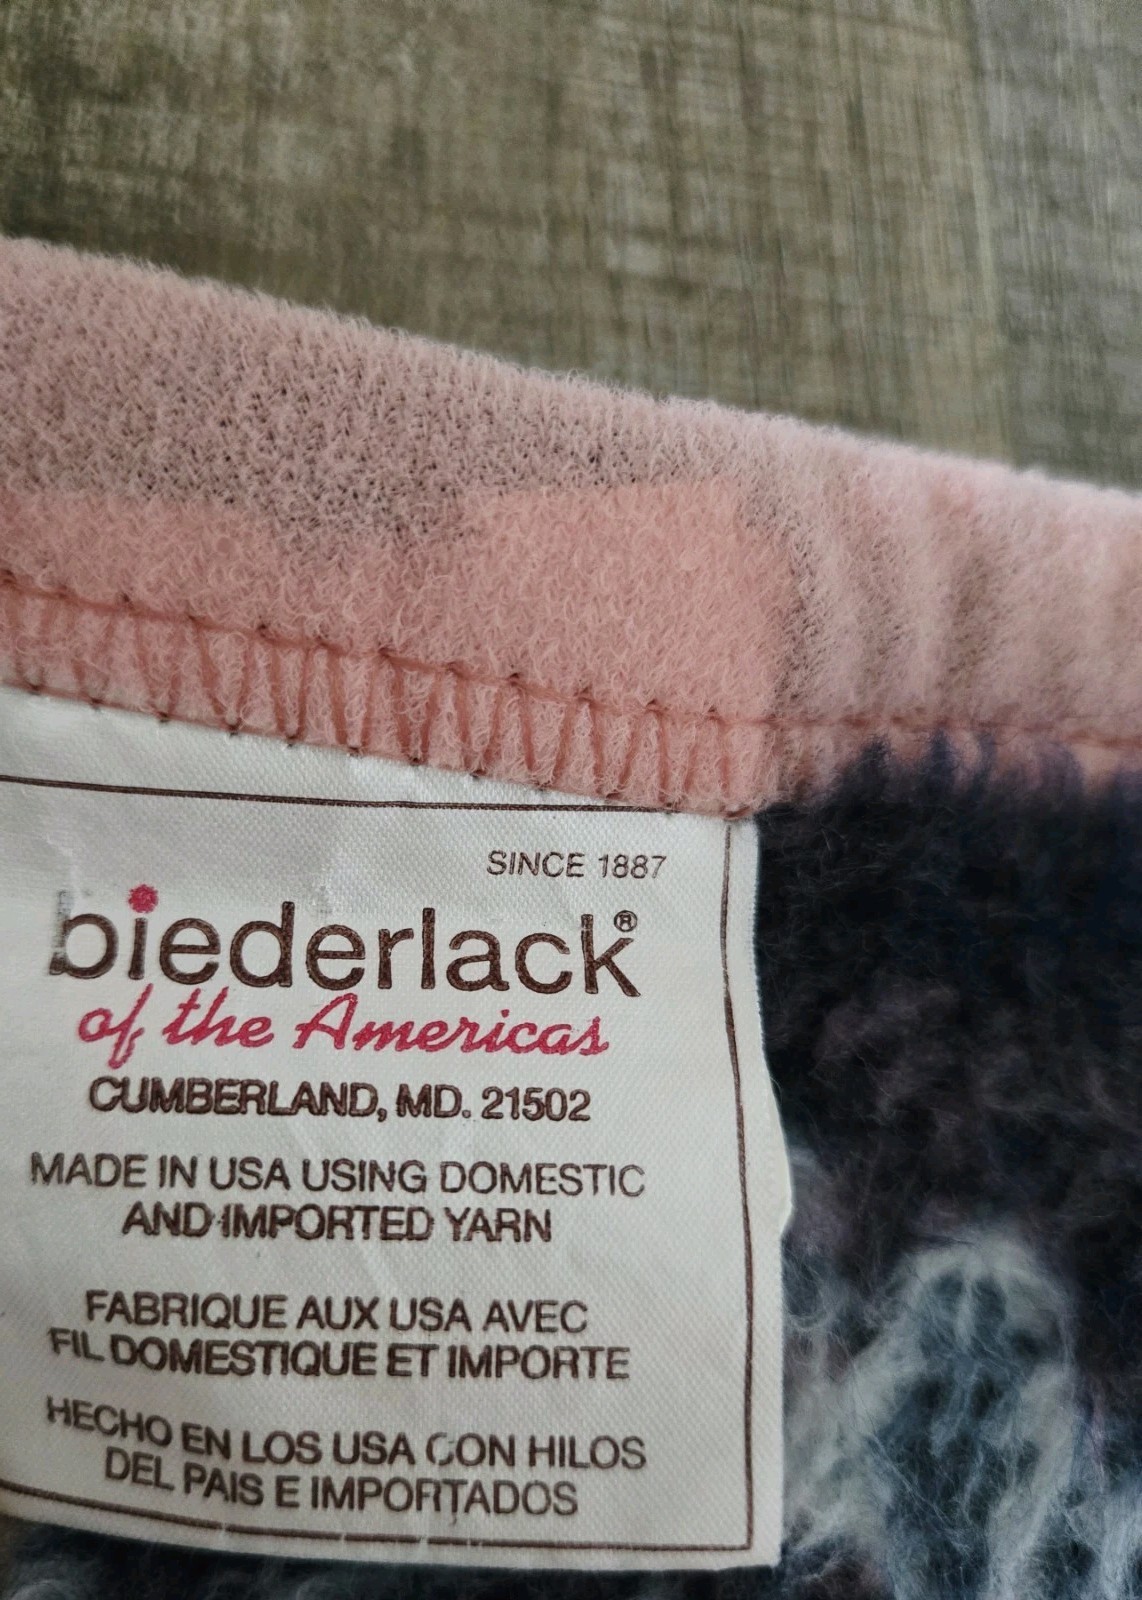 SINCE 1887
biederlack®
of the Americas
CUMBERLAND, MD. 21502
MADE IN USA USING DOMESTIC
AND IMPORTED YARN
FABRIQUE AUX USA AVEC
FIL DOMESTIQUE ET IMPORTE
HECHO EN LOS USA CON HILOS
DEL PAIS E IMPORTADOS